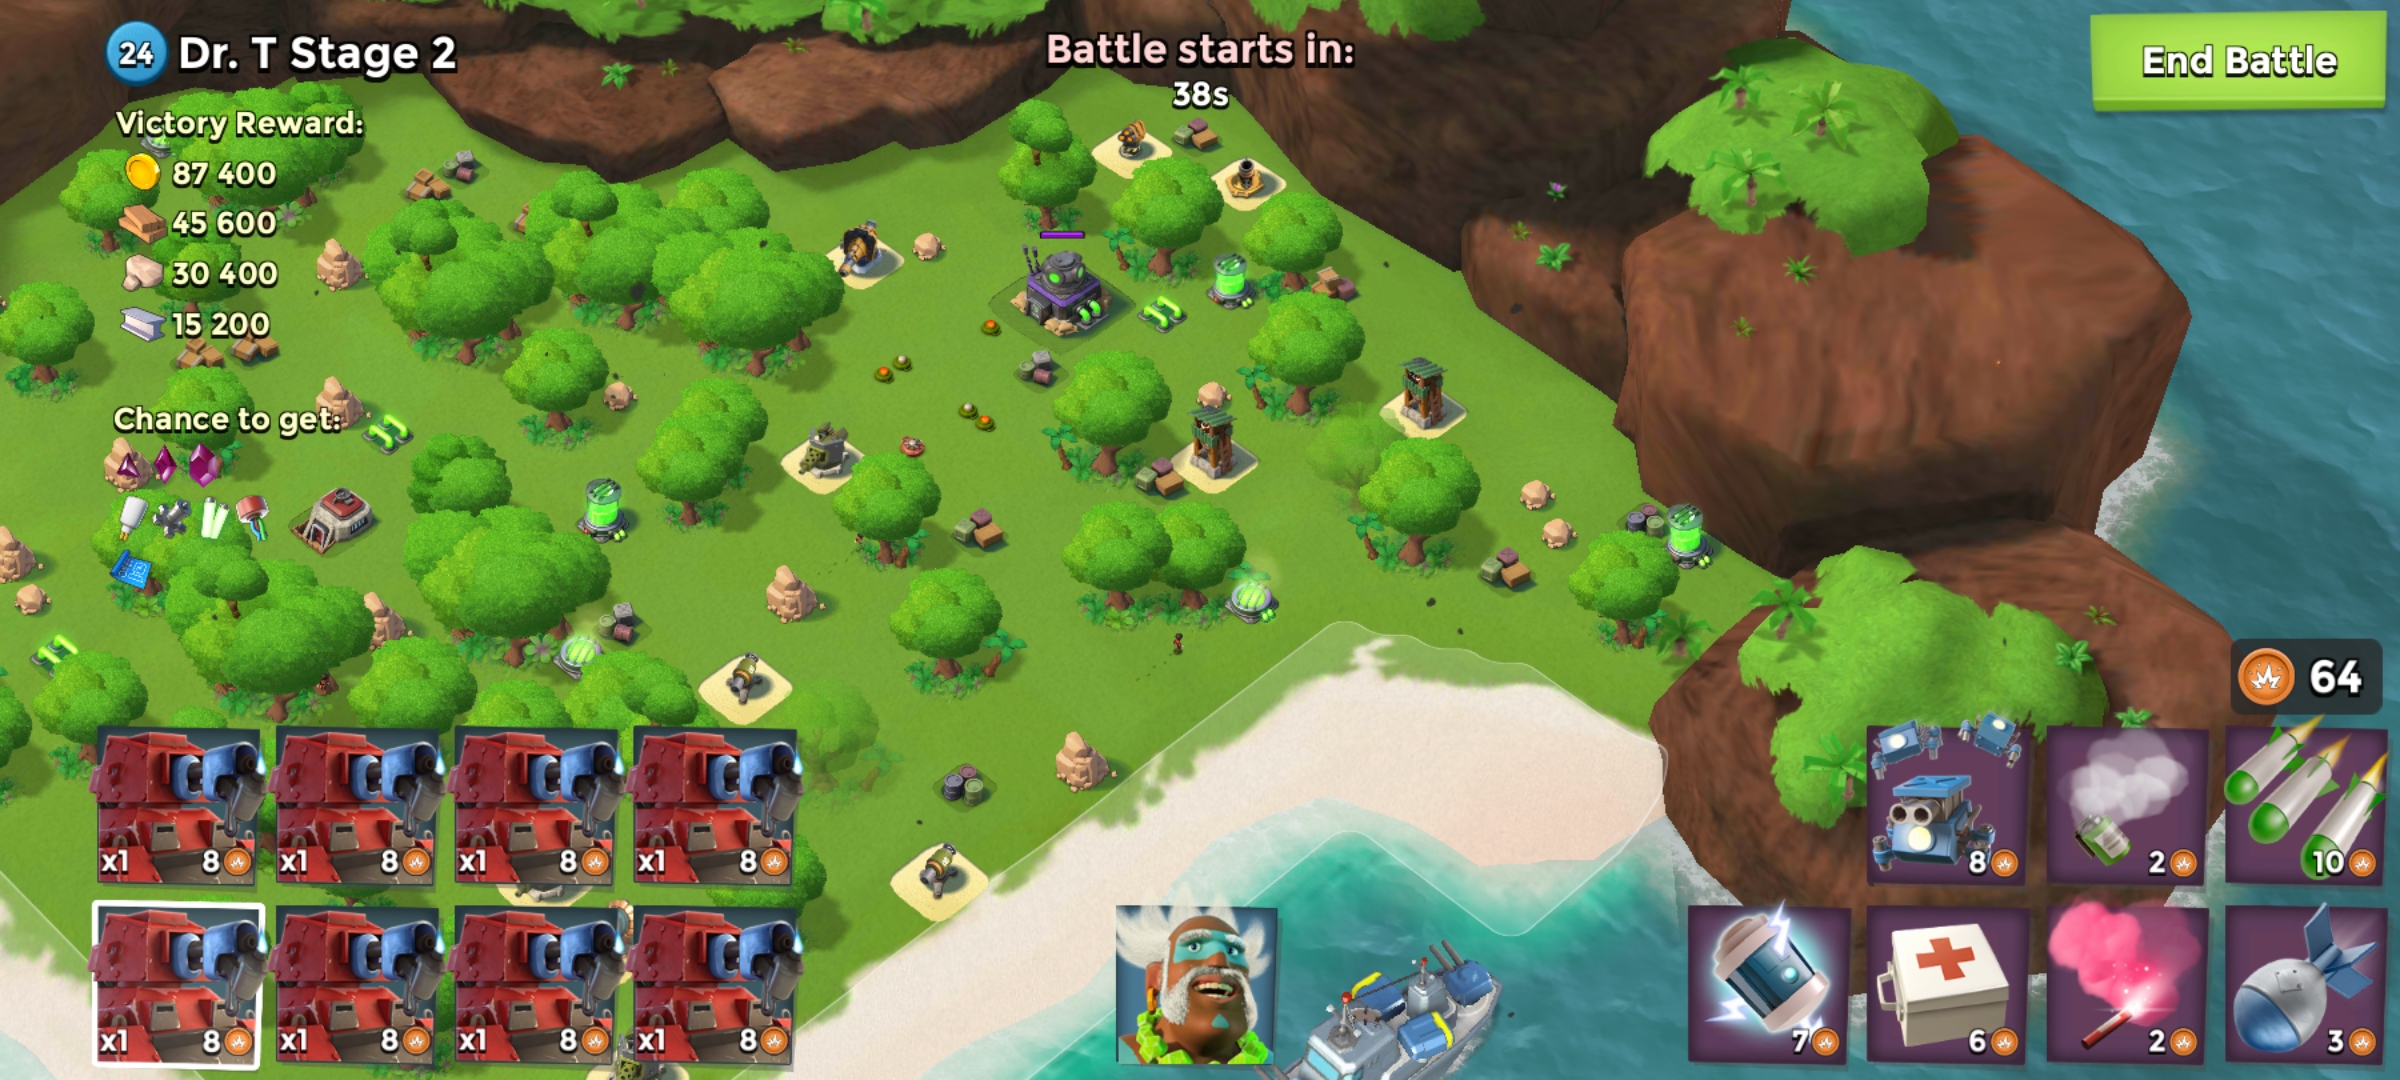 24 Dr. T Stage 2
Battle starts in:
38s
End Battle
Victory Reward:
87 400
45 600
30 400
15 200
Chance to get:
64
x1 8
x1 8
x1 8
x1 8
8
2
10
x1 8
x1 8
x1 8
x1 8
7
6
2
3